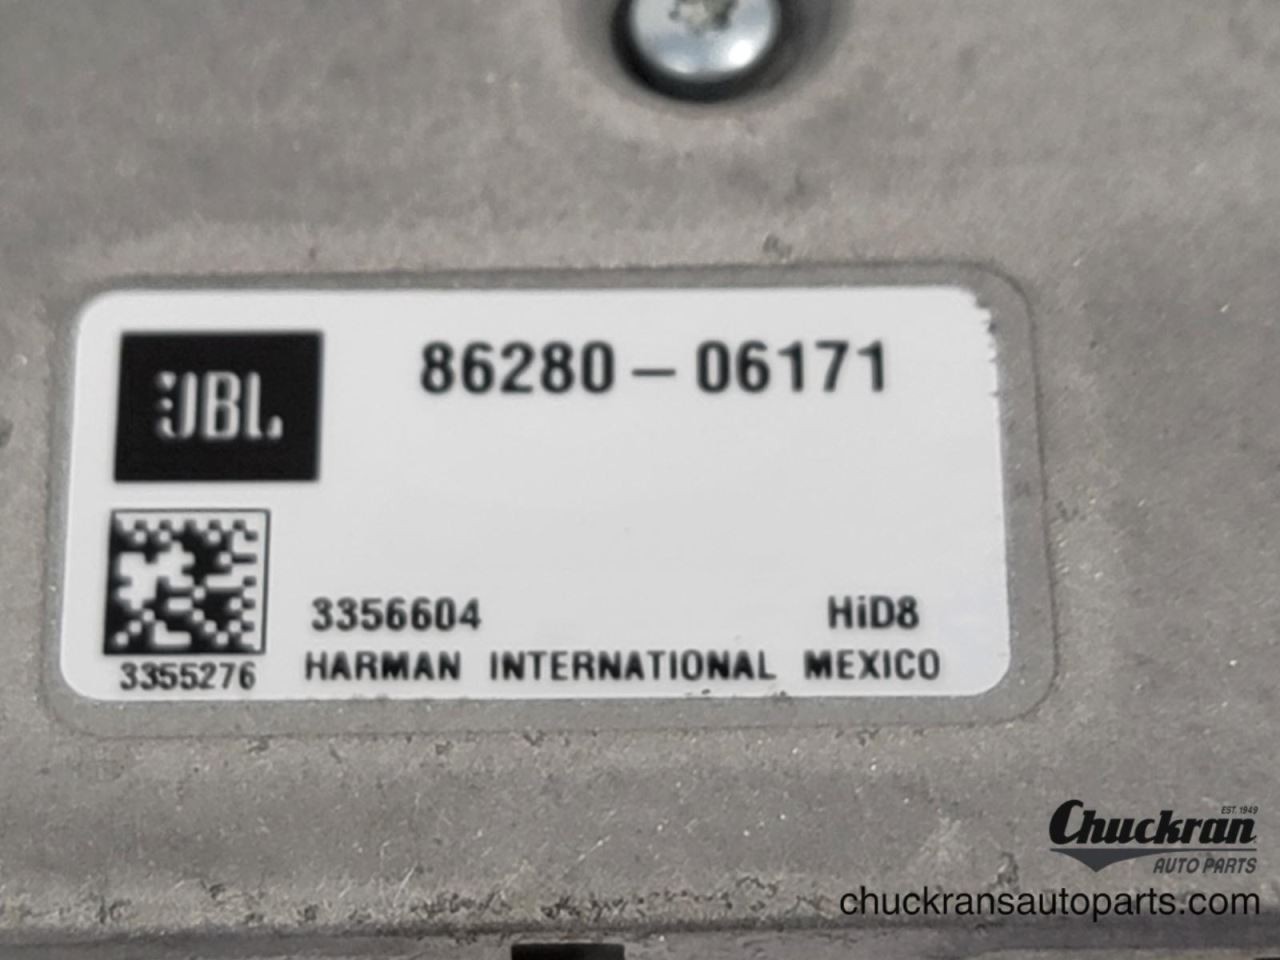 JBL
86280-06171
3356604 HiD8
3355276 HARMAN INTERNATIONAL MEXICO
EST. 1949
Chuckran
AUTO PARTS
chuckransautoparts.com